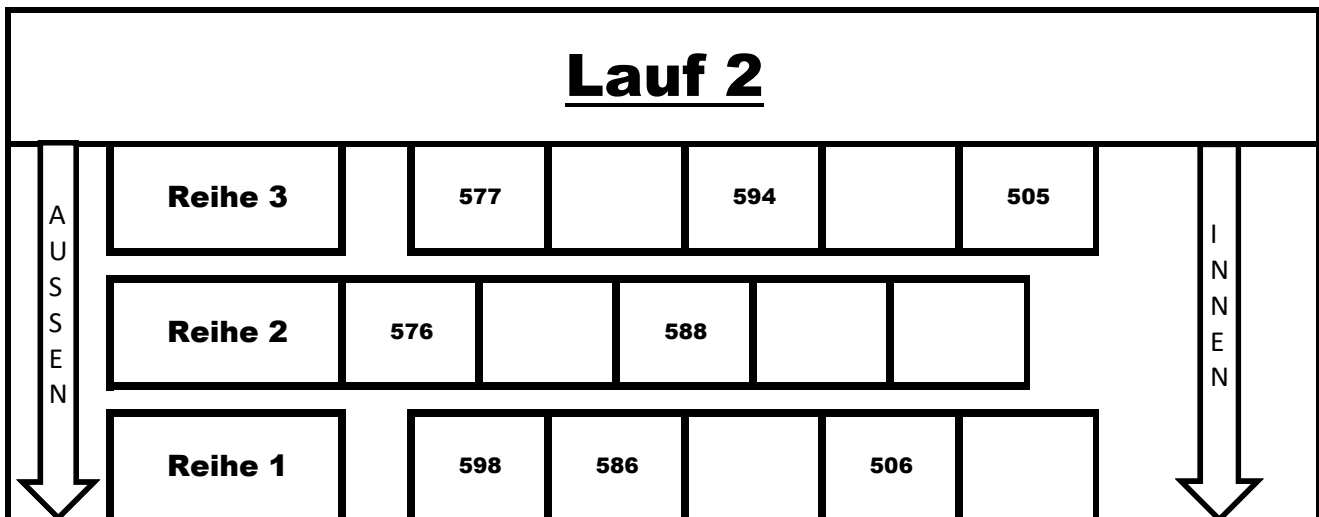 Lauf 2
AUSSEN
Reihe 3 577 594 505
INNEN
Reihe 2 576 588
Reihe 1 598 586 506